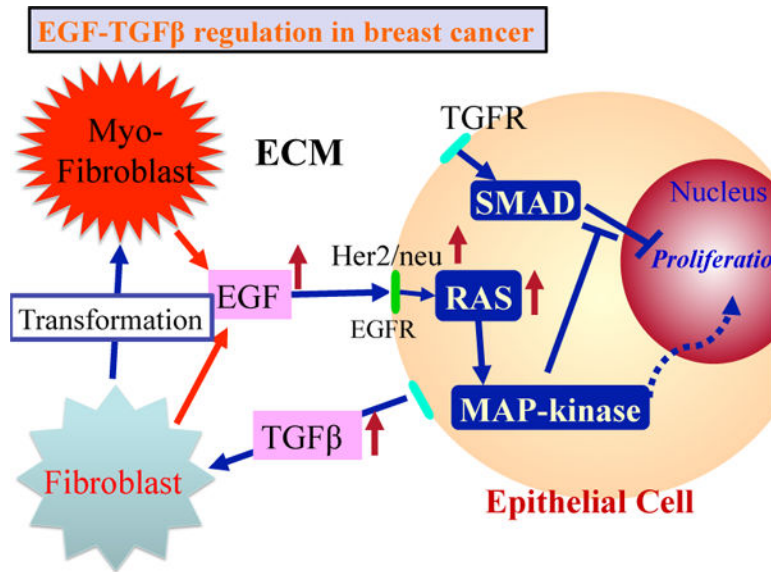 EGF-TGFβ regulation in breast cancer
Myo-
Fibroblast
ECM
TGFR
SMAD
Nucleus
Proliferatio
Her2/neu
EGF
RAS
EGFR
Transformation
MAP-kinase
TGFβ
Fibroblast
Epithelial Cell